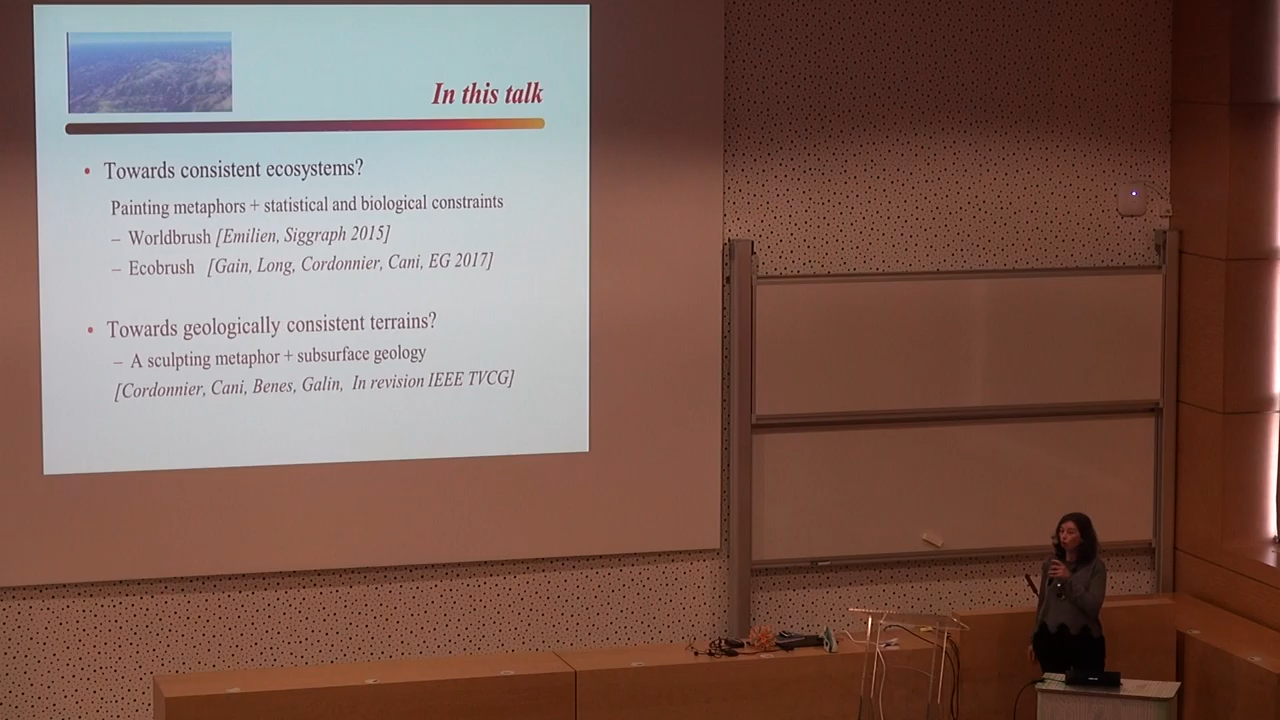 In this talk
• Towards consistent ecosystems?
Painting metaphors + statistical and biological constraints
– Worldbrush [Emilien, Siggraph 2015]
– Ecobrush [Gain, Long, Cordonnier, Cani, EG 2017]
• Towards geologically consistent terrains?
– A sculpting metaphor + subsurface geology
[Cordonnier, Cani, Benes, Galin, In revision IEEE TVCG]